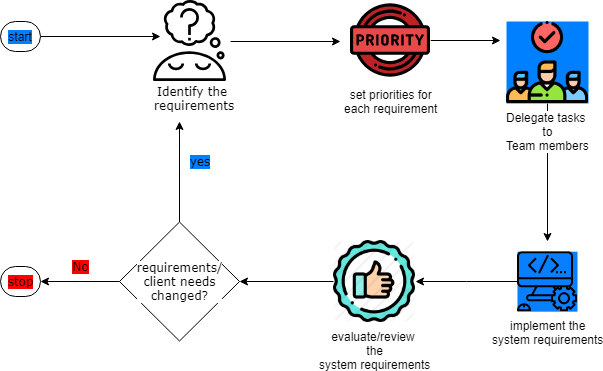 start
PRIORITY
Identify the
requirements
set priorities for
each requirement
Delegate tasks
to
Team members
yes
No
stop
requirements/
client needs
changed?
</>...
evaluate/review
the
system requirements
implement the
system requirements